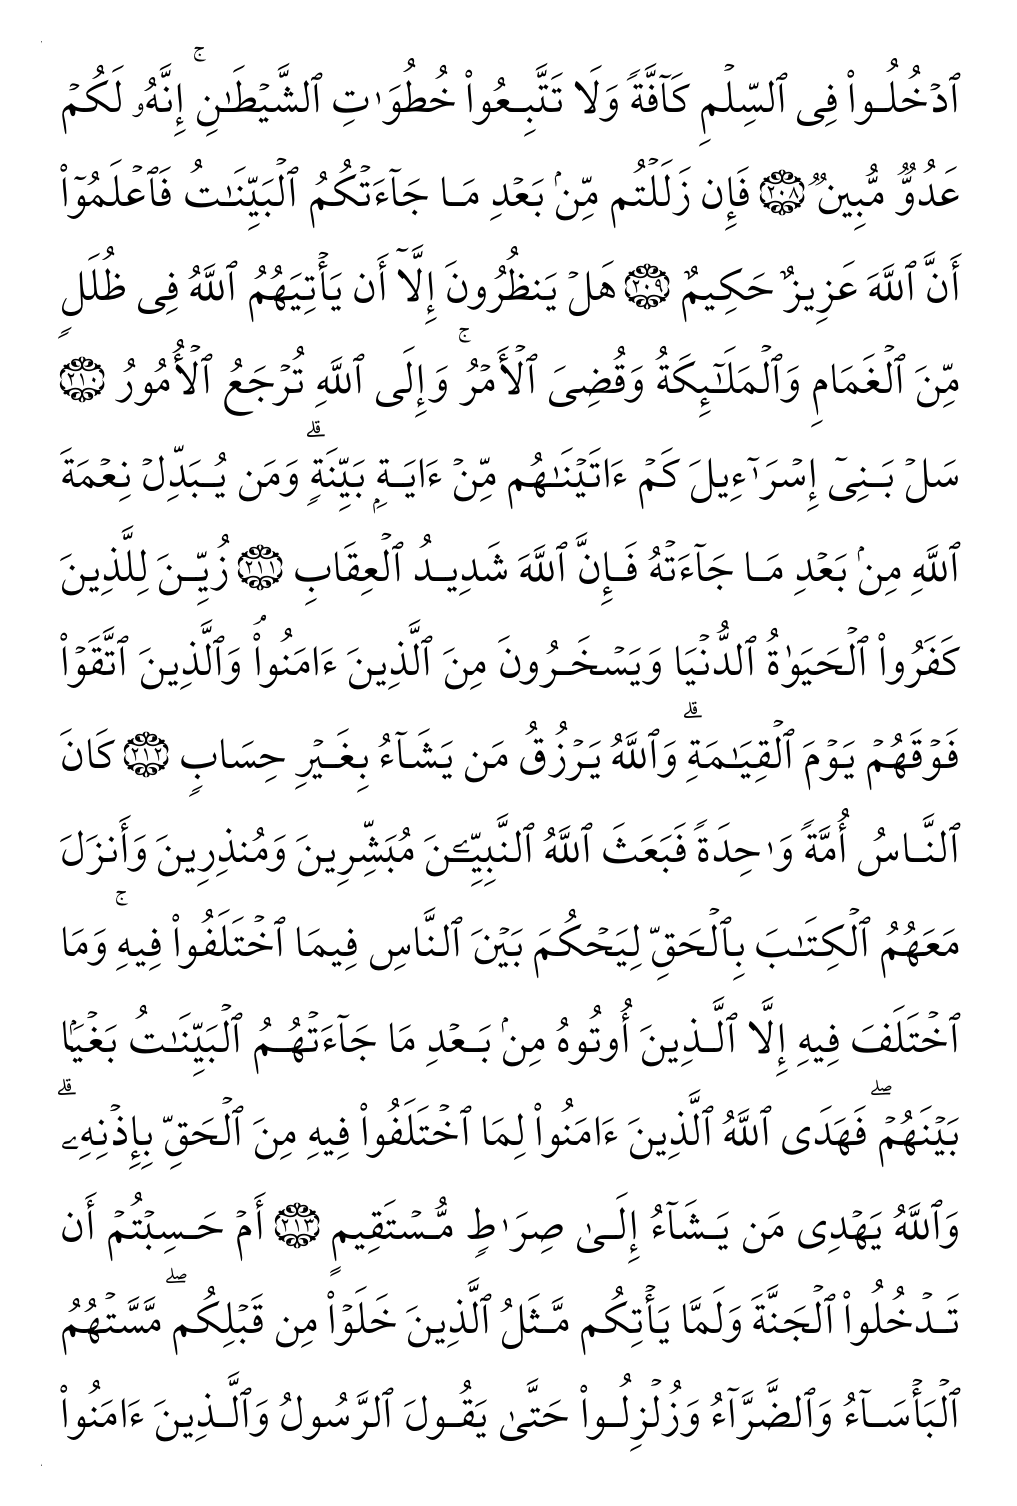 ٱدۡخُلُواْ فِي ٱلسِّلۡمِ كَآفَّةٗ وَلَا تَتَّبِعُواْ خُطُوَٰتِ ٱلشَّيۡطَٰنِۚ إِنَّهُۥ لَكُمۡ
عَدُوّٞ مُّبِينٞ ٢٠٨ فَإِن زَلَلۡتُم مِّنۢ بَعۡدِ مَا جَآءَتۡكُمُ ٱلۡبَيِّنَٰتُ فَٱعۡلَمُوٓاْ
أَنَّ ٱللَّهَ عَزِيزٌ حَكِيمٌ ٢٠٩ هَلۡ يَنظُرُونَ إِلَّآ أَن يَأۡتِيَهُمُ ٱللَّهُ فِي ظُلَلٖ
مِّنَ ٱلۡغَمَامِ وَٱلۡمَلَٰٓئِكَةُ وَقُضِيَ ٱلۡأَمۡرُۚ وَإِلَى ٱللَّهِ تُرۡجَعُ ٱلۡأُمُورُ ٢١٠
سَلۡ بَنِيٓ إِسۡرَٰٓءِيلَ كَمۡ ءَاتَيۡنَٰهُم مِّنۡ ءَايَةِۭ بَيِّنَةٖۗ وَمَن يُبَدِّلۡ نِعۡمَةَ
ٱللَّهِ مِنۢ بَعۡدِ مَا جَآءَتۡهُ فَإِنَّ ٱللَّهَ شَدِيدُ ٱلۡعِقَابِ ٢١١ زُيِّنَ لِلَّذِينَ
كَفَرُواْ ٱلۡحَيَوٰةُ ٱلدُّنۡيَا وَيَسۡخَرُونَ مِنَ ٱلَّذِينَ ءَامَنُواْۘ وَٱلَّذِينَ ٱتَّقَوۡاْ
فَوۡقَهُمۡ يَوۡمَ ٱلۡقِيَٰمَةِۗ وَٱللَّهُ يَرۡزُقُ مَن يَشَآءُ بِغَيۡرِ حِسَابٖ ٢١٢ كَانَ
ٱلنَّاسُ أُمَّةٗ وَٰحِدَةٗ فَبَعَثَ ٱللَّهُ ٱلنَّبِيِّـۧنَ مُبَشِّرِينَ وَمُنذِرِينَ وَأَنزَلَ
مَعَهُمُ ٱلۡكِتَٰبَ بِٱلۡحَقِّ لِيَحۡكُمَ بَيۡنَ ٱلنَّاسِ فِيمَا ٱخۡتَلَفُواْ فِيهِۚ وَمَا
ٱخۡتَلَفَ فِيهِ إِلَّا ٱلَّذِينَ أُوتُوهُ مِنۢ بَعۡدِ مَا جَآءَتۡهُمُ ٱلۡبَيِّنَٰتُ بَغۡيَۢا
بَيۡنَهُمۡۖ فَهَدَى ٱللَّهُ ٱلَّذِينَ ءَامَنُواْ لِمَا ٱخۡتَلَفُواْ فِيهِ مِنَ ٱلۡحَقِّ بِإِذۡنِهِۦۗ
وَٱللَّهُ يَهۡدِي مَن يَشَآءُ إِلَىٰ صِرَٰطٖ مُّسۡتَقِيمٍ ٢١٣ أَمۡ حَسِبۡتُمۡ أَن
تَدۡخُلُواْ ٱلۡجَنَّةَ وَلَمَّا يَأۡتِكُم مَّثَلُ ٱلَّذِينَ خَلَوۡاْ مِن قَبۡلِكُمۖ مَّسَّتۡهُمُ
ٱلۡبَأۡسَآءُ وَٱلضَّرَّآءُ وَزُلۡزِلُواْ حَتَّىٰ يَقُولَ ٱلرَّسُولُ وَٱلَّذِينَ ءَامَنُواْ